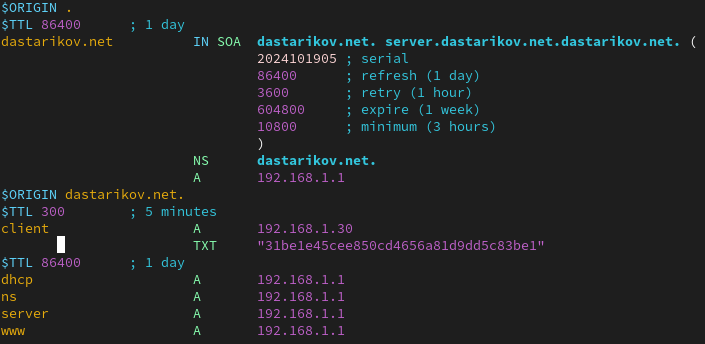 $ORIGIN .
$TTL 86400 ; 1 day
dastarikov.net IN SOA dastarikov.net. server.dastarikov.net.dastarikov.net. (
2024101905 ; serial
86400 ; refresh (1 day)
3600 ; retry (1 hour)
604800 ; expire (1 week)
10800 ; minimum (3 hours)
)
NS dastarikov.net.
A 192.168.1.1
$ORIGIN dastarikov.net.
$TTL 300 ; 5 minutes
client A 192.168.1.30
TXT "31be1e45cee850cd4656a81d9dd5c83be1"
$TTL 86400 ; 1 day
dhcp A 192.168.1.1
ns A 192.168.1.1
server A 192.168.1.1
www A 192.168.1.1